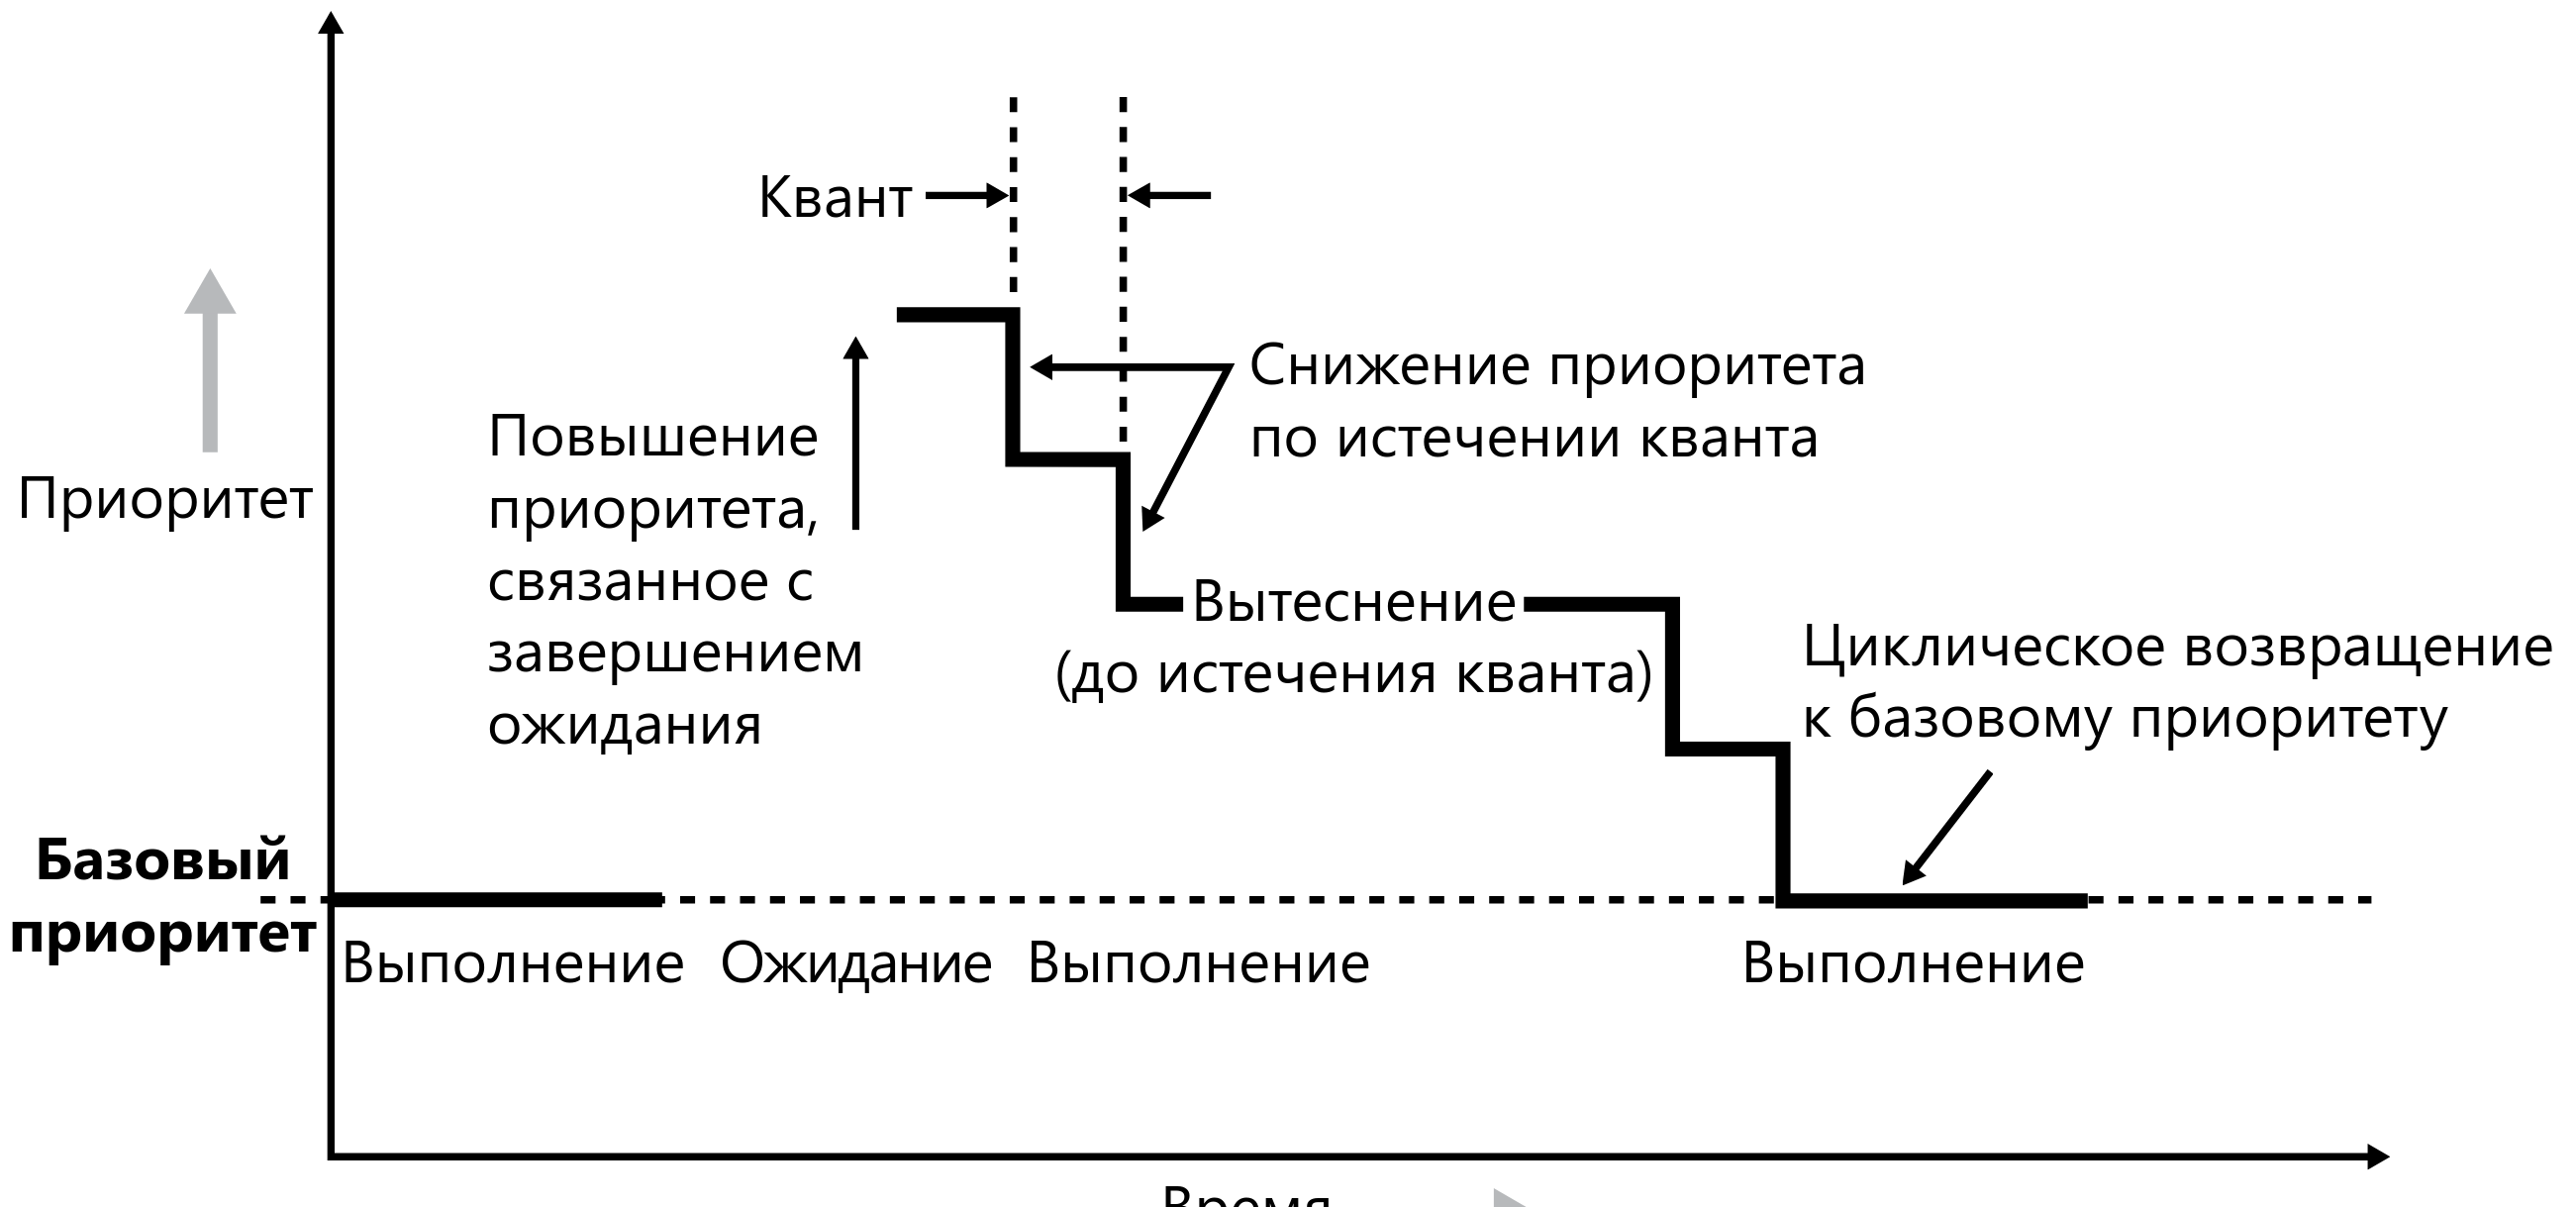 Квант
Снижение приоритета
по истечении кванта
Повышение
приоритета,
связанное с
завершением
ожидания
Приоритет
Вытеснение
(до истечения кванта)
Циклическое возвращение
к базовому приоритету
Базовый
приоритет
Выполнение Ожидание Выполнение Выполнение
Время